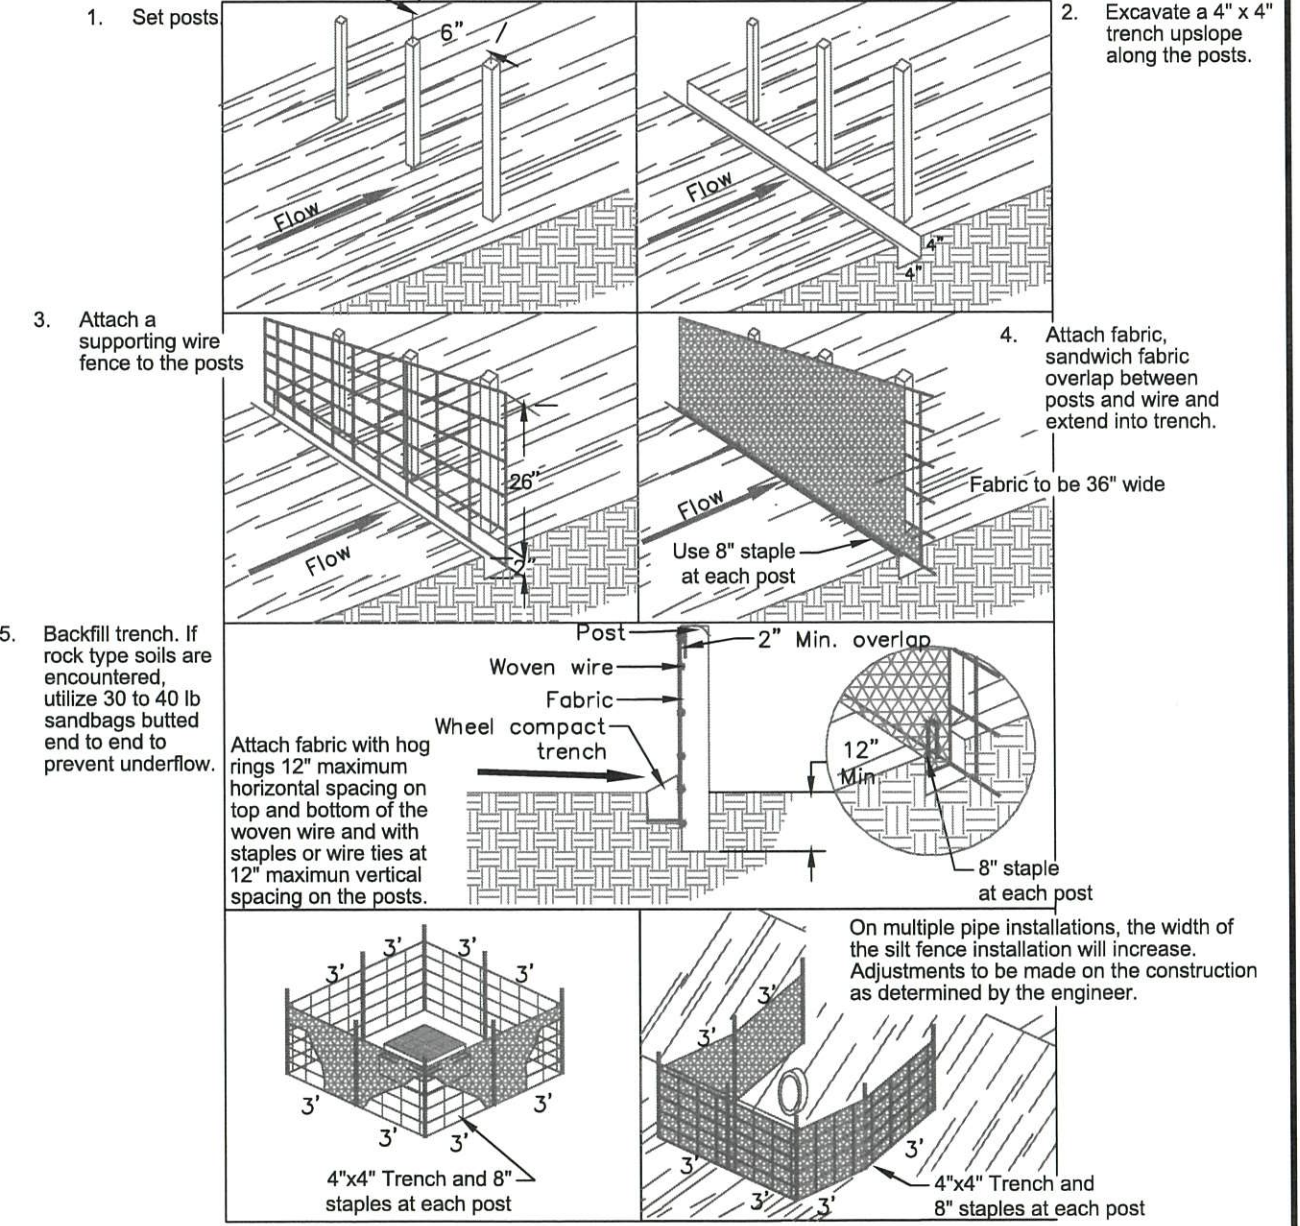 1. Set posts
6"
Flow
2. Excavate a 4" x 4"
trench upslope
along the posts.
Flow
4"
4"
3. Attach a
supporting wire
fence to the posts
26"
2"
Flow
4. Attach fabric,
sandwich fabric
overlap between
posts and wire and
extend into trench.
Fabric to be 36" wide
Flow
Use 8" staple
at each post
5. Backfill trench. If
rock type soils are
encountered,
utilize 30 to 40 lb
sandbags butted
end to end to
prevent underflow.
Attach fabric with hog
rings 12" maximum
horizontal spacing on
top and bottom of the
woven wire and with
staples or wire ties at
12" maximun vertical
spacing on the posts.
Post
2" Min. overlap
Woven wire
Fabric
Wheel compact
trench
12"
Min.
8" staple
at each post
3'
3'
3'
3'
3'
3'
3'
3'
4"x4" Trench and 8"
staples at each post
On multiple pipe installations, the width of
the silt fence installation will increase.
Adjustments to be made on the construction
as determined by the engineer.
3'
3'
3'
3'
3'
3'
4"x4" Trench and
8" staples at each post